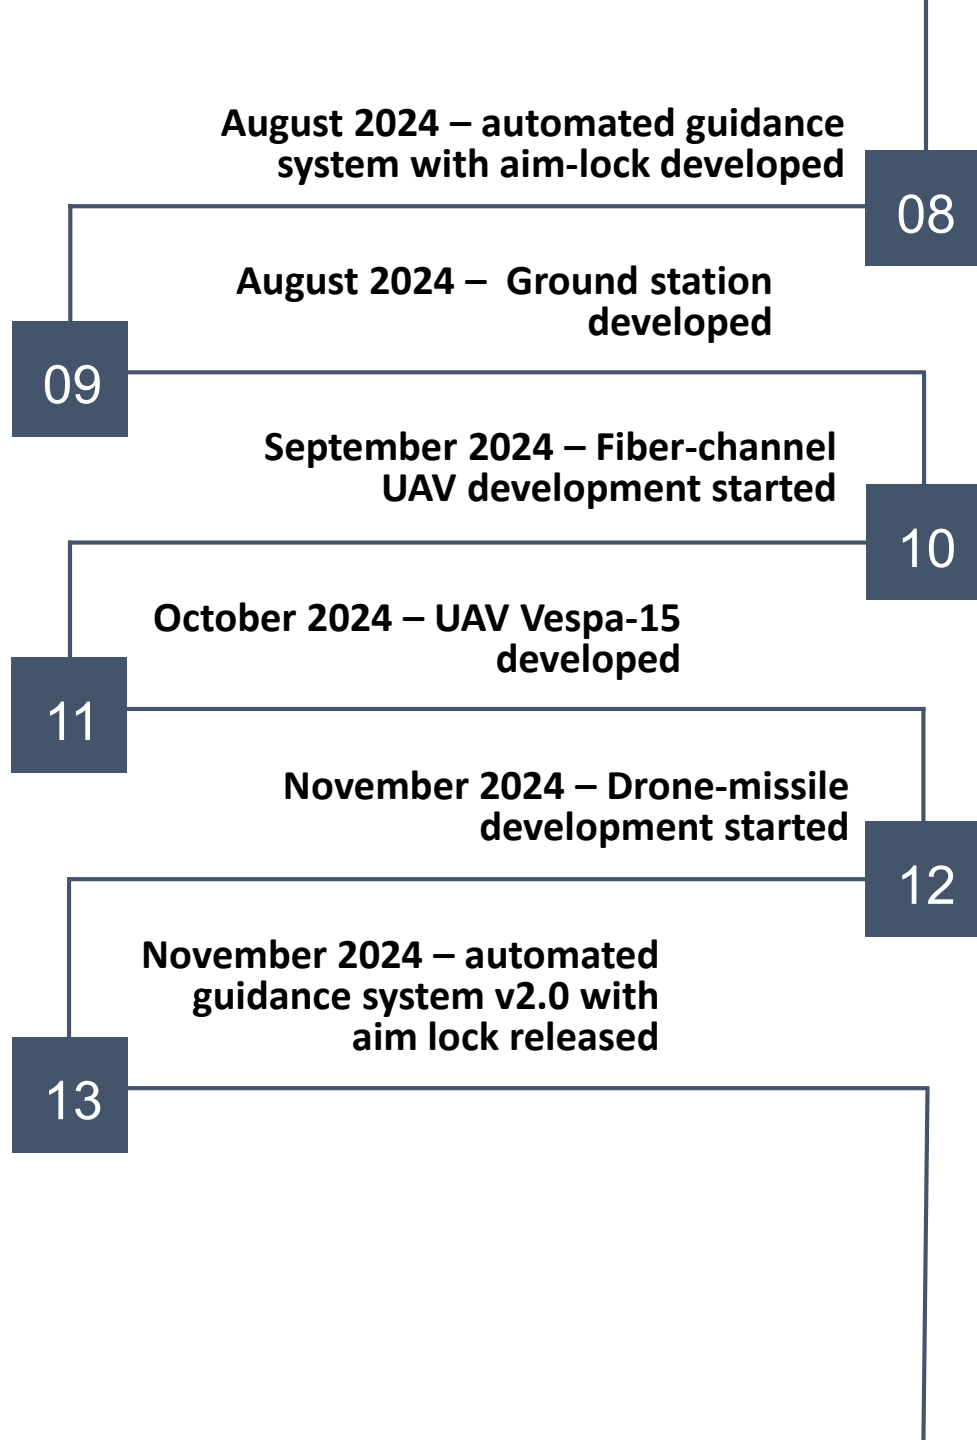 August 2024 – automated guidance
system with aim-lock developed
08
August 2024 –  Ground station
developed
09
September 2024 – Fiber-channel
UAV development started
10
October 2024 – UAV Vespa-15
developed
11
November 2024 – Drone-missile
development started
12
November 2024 – automated
guidance system v2.0 with
aim lock released
13